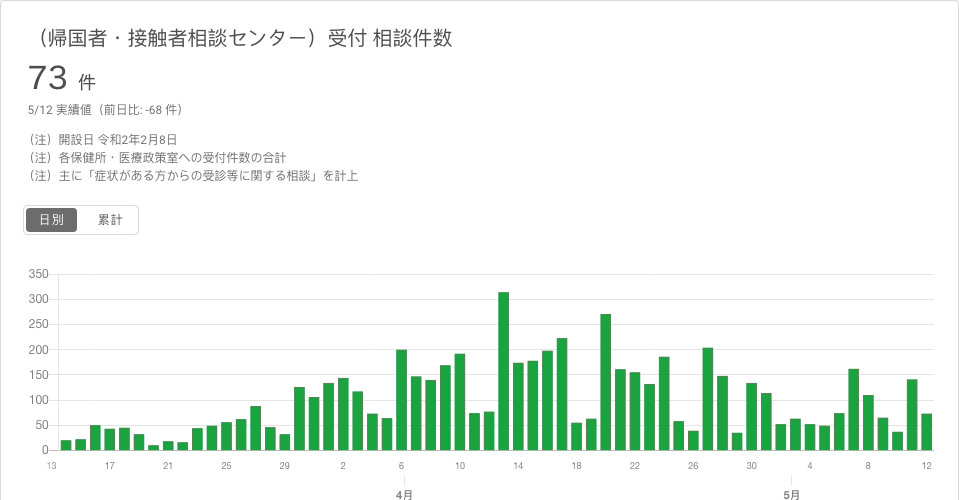 （帰国者・接触者相談センター）受付 相談件数
73 件
5/12 実績値（前日比: -68 件）
（注）開設日 令和2年2月8日
（注）各保健所・医療政策室への受付件数の合計
（注）主に「症状がある方からの受診等に関する相談」を計上
日別 累計
350
300
250
200
150
100
50
0
13 17 21 25 29 2 6 10 14 18 22 26 30 4 8 12
4月 5月